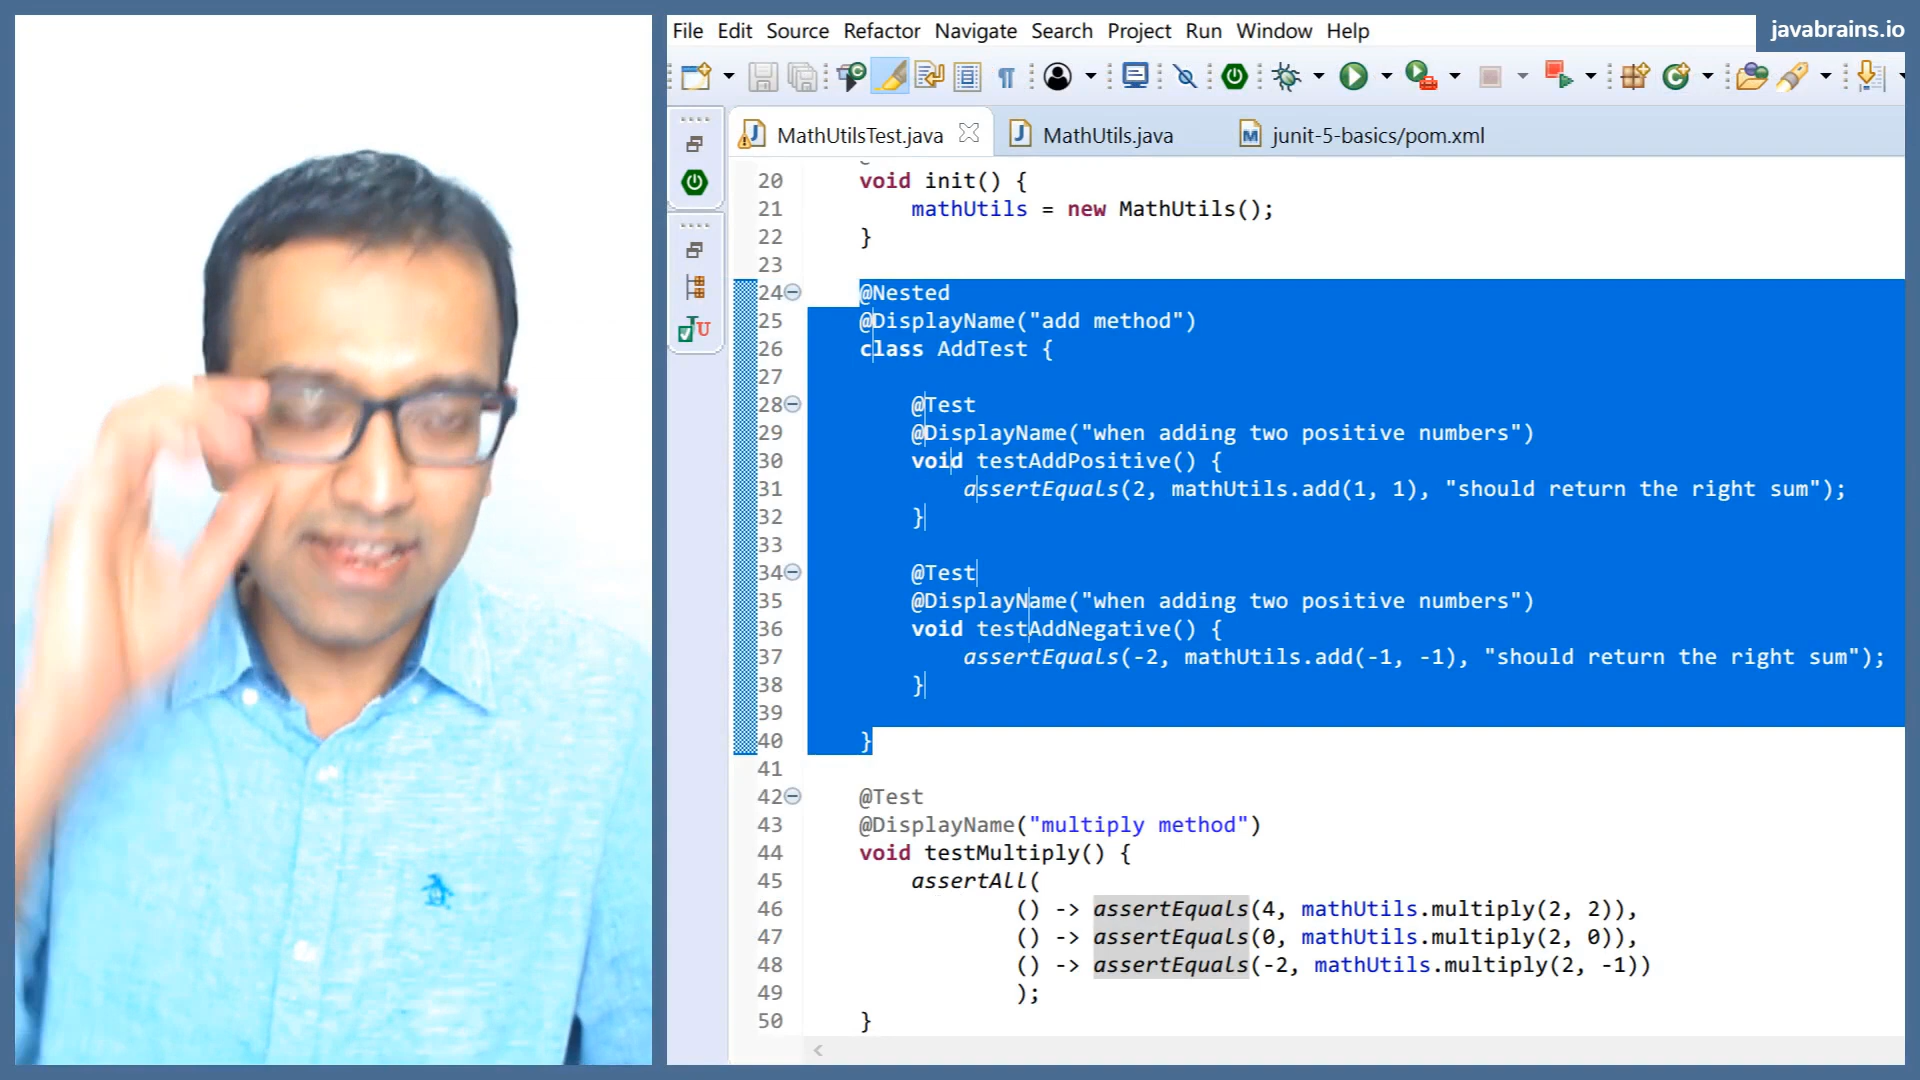 File Edit Source Refactor Navigate Search Project Run Window Help
javabrains.io
MathUtilsTest.java
MathUtils.java
junit-5-basics/pom.xml
20 void init() {
21 mathUtils = new MathUtils();
22 }
23
24 @Nested
25 @DisplayName("add method")
26 class AddTest {
27
28 @Test
29 @DisplayName("when adding two positive numbers")
30 void testAddPositive() {
31 assertEquals(2, mathUtils.add(1, 1), "should return the right sum");
32 }
33
34 @Test
35 @DisplayName("when adding two positive numbers")
36 void testAddNegative() {
37 assertEquals(-2, mathUtils.add(-1, -1), "should return the right sum");
38 }
39
40 }
41
42 @Test
43 @DisplayName("multiply method")
44 void testMultiply() {
45 assertAll(
46 () -> assertEquals(4, mathUtils.multiply(2, 2)),
47 () -> assertEquals(0, mathUtils.multiply(2, 0)),
48 () -> assertEquals(-2, mathUtils.multiply(2, -1))
49 );
50 }